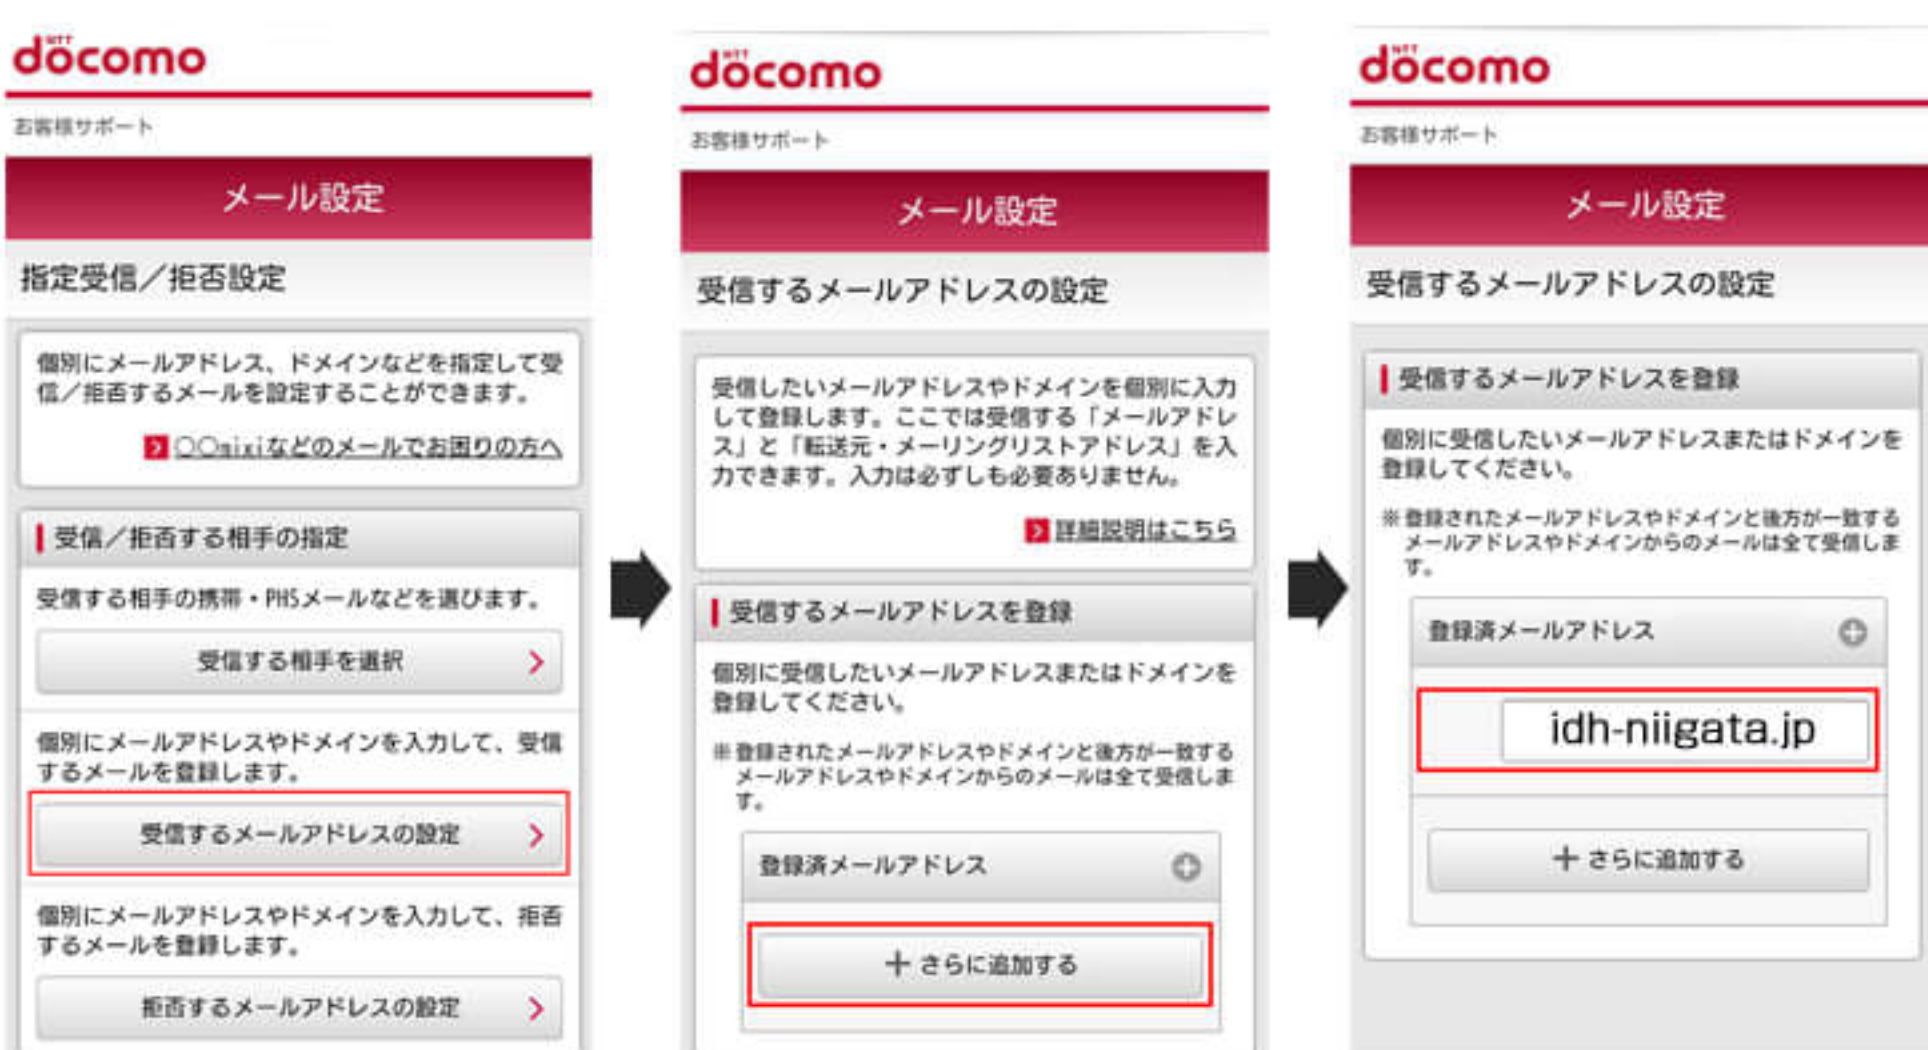 NTT
döcomo
お客様サポート
メール設定
指定受信／拒否設定
個別にメールアドレス、ドメインなどを指定して受
信／拒否するメールを設定することができます。
〇〇mixiなどのメールでお困りの方へ
受信／拒否する相手の指定
受信する相手の携帯・PHSメールなどを選びます。
受信する相手を選択
個別にメールアドレスやドメインを入力して、受信
するメールを登録します。
受信するメールアドレスの設定
個別にメールアドレスやドメインを入力して、拒否
するメールを登録します。
拒否するメールアドレスの設定
NTT
döcomo
お客様サポート
メール設定
受信するメールアドレスの設定
受信したいメールアドレスやドメインを個別に入力
して登録します。ここでは受信する「メールアドレ
ス」と「転送元・メーリングリストアドレス」を入
力できます。入力は必ずしも必要ありません。
詳細説明はこちら
受信するメールアドレスを登録
個別に受信したいメールアドレスまたはドメインを
登録してください。
※登録されたメールアドレスやドメインと後方が一致する
メールアドレスやドメインからのメールは全て受信しま
す。
登録済メールアドレス
＋さらに追加する
NTT
döcomo
お客様サポート
メール設定
受信するメールアドレスの設定
受信するメールアドレスを登録
個別に受信したいメールアドレスまたはドメインを
登録してください。
※登録されたメールアドレスやドメインと後方が一致する
メールアドレスやドメインからのメールは全て受信しま
す。
登録済メールアドレス
idh-niigata.jp
＋さらに追加する